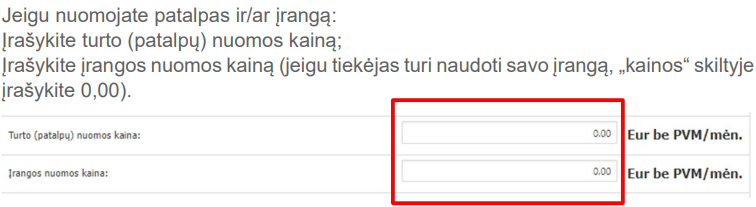 Jeigu nuomojate patalpas ir/ar įrangą:
Įrašykite turto (patalpų) nuomos kainą;
Įrašykite įrangos nuomos kainą (jeigu tiekėjas turi naudoti savo įrangą, „kainos“ skiltyje
įrašykite 0,00).
Turto (patalpų) nuomos kaina: 0.00 Eur be PVM/mėn.
Įrangos nuomos kaina: 0.00 Eur be PVM/mėn.